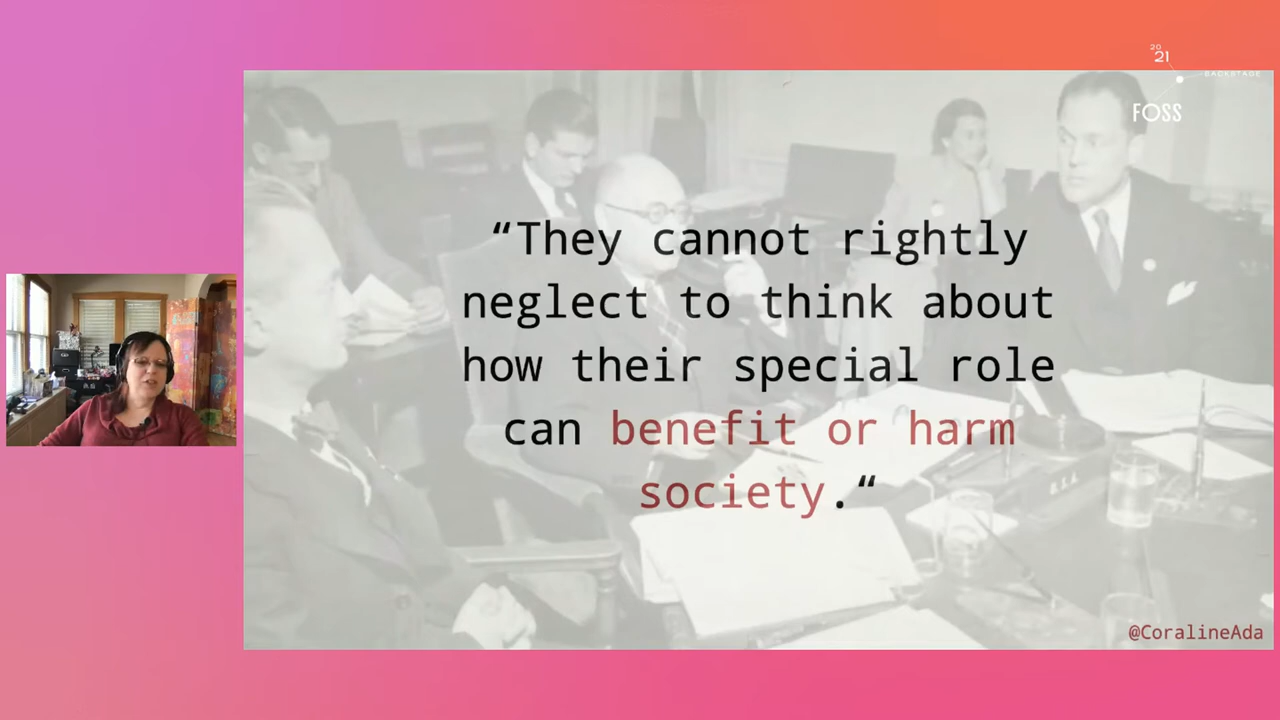 20
21
BACKSTAGE
FOSS
“They cannot rightly
neglect to think about
how their special role
can benefit or harm
society.“
@CoralineAda